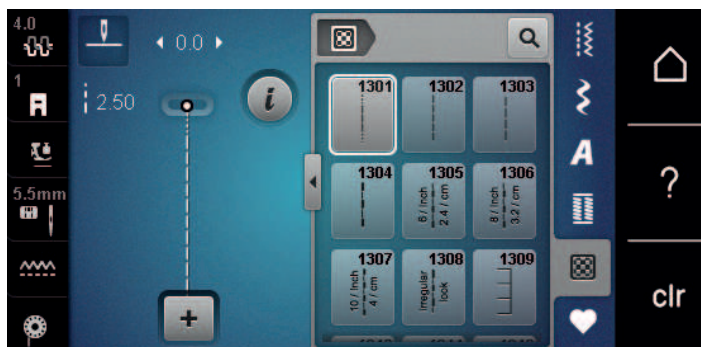 4.0
0.0
1
2.50
5.5mm
i
+
1301
1302
1303
1304
1305
6 / Inch
2.4 / cm
1306
8 / Inch
3.2 / cm
1307
10 / Inch
4 / cm
1308
irregular
look
1309
A
?
clr